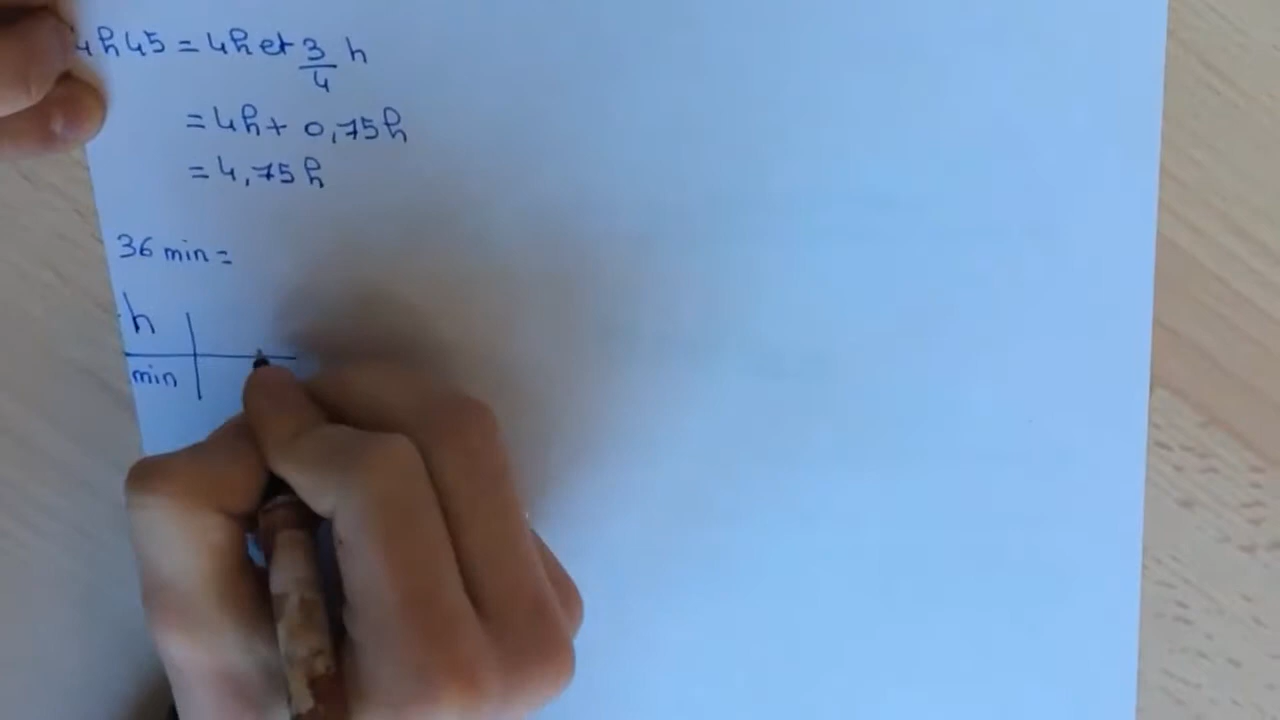 4h45 = 4h et 3/4 h
= 4h + 0,75h
= 4,75h
36 min =
h
min